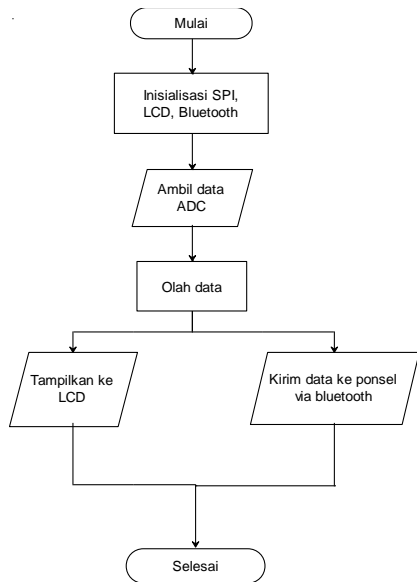 Mulai
Inisialisasi SPI,
LCD, Bluetooth
Ambil data
ADC
Olah data
Tampilkan ke
LCD
Kirim data ke ponsel
via bluetooth
Selesai